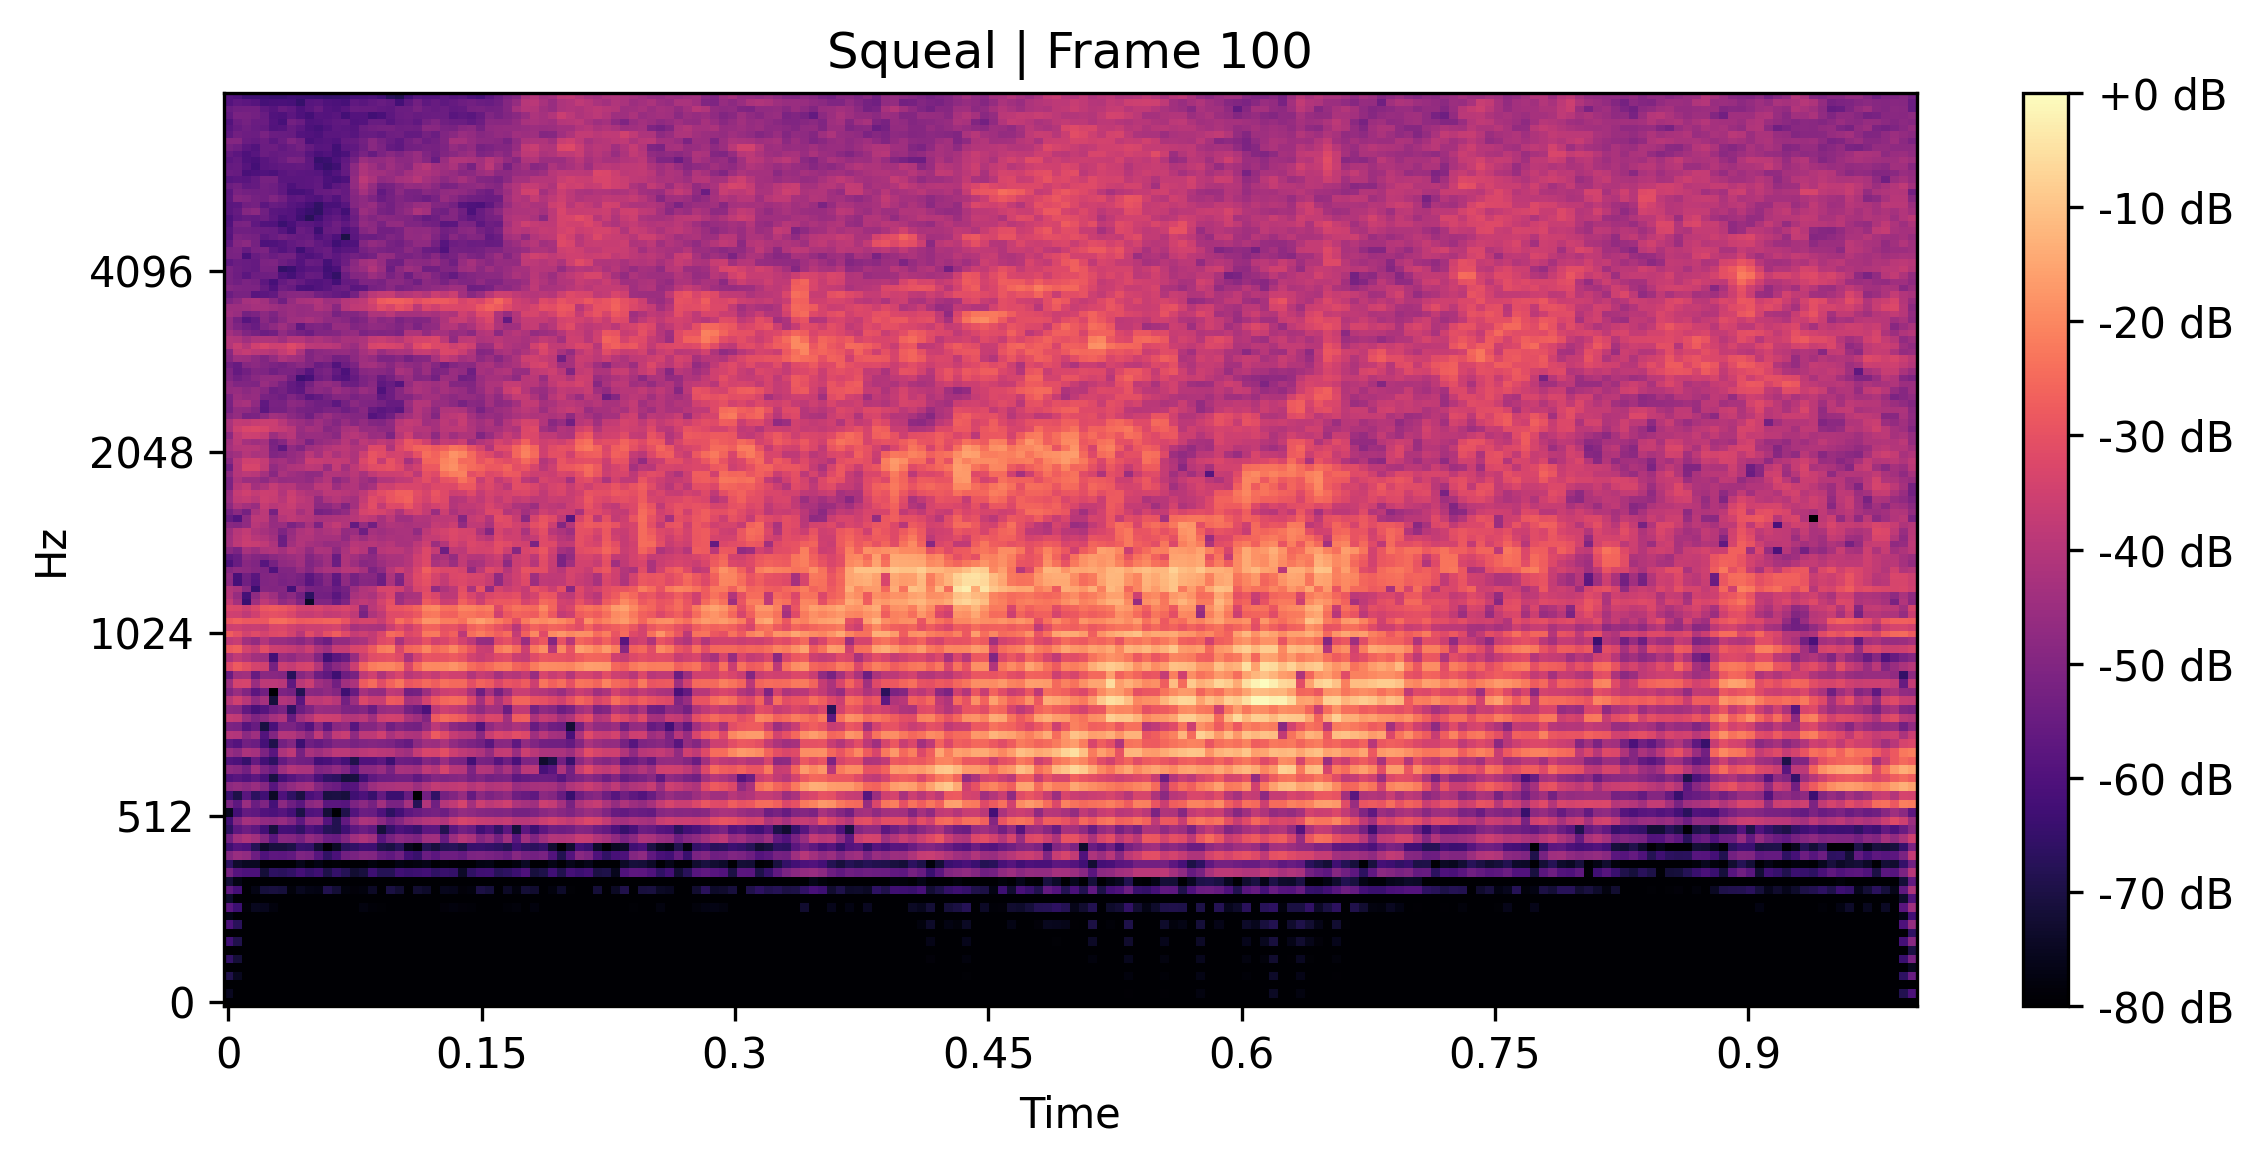 Squeal | Frame 100
Hz
4096
2048
1024
512
0
0 0.15 0.3 0.45 0.6 0.75 0.9
Time
+0 dB
-10 dB
-20 dB
-30 dB
-40 dB
-50 dB
-60 dB
-70 dB
-80 dB